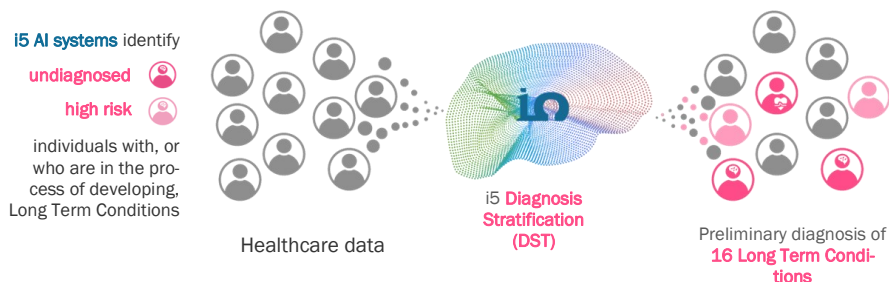 i5 AI systems identify
undiagnosed
high risk
individuals with, or
who are in the pro-
cess of developing,
Long Term Conditions
Healthcare data
i5
i5 Diagnosis
Stratification
(DST)
Preliminary diagnosis of
16 Long Term Condi-
tions